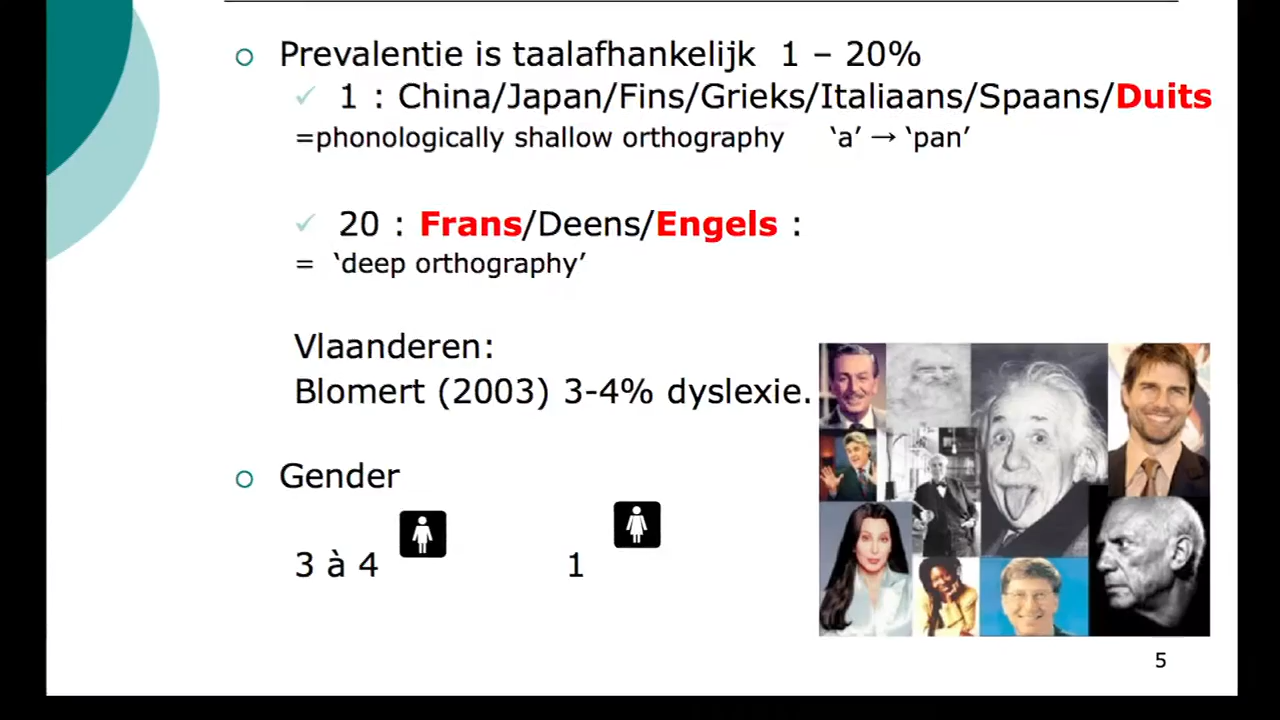 Prevalentie is taalafhankelijk 1 – 20%
1 : China/Japan/Fins/Grieks/Italiaans/Spaans/Duits
=phonologically shallow orthography ‘a’ → ‘pan’
20 : Frans/Deens/Engels :
= ‘deep orthography’
Vlaanderen:
Blomert (2003) 3-4% dyslexie.
Gender
3 à 4 1
5